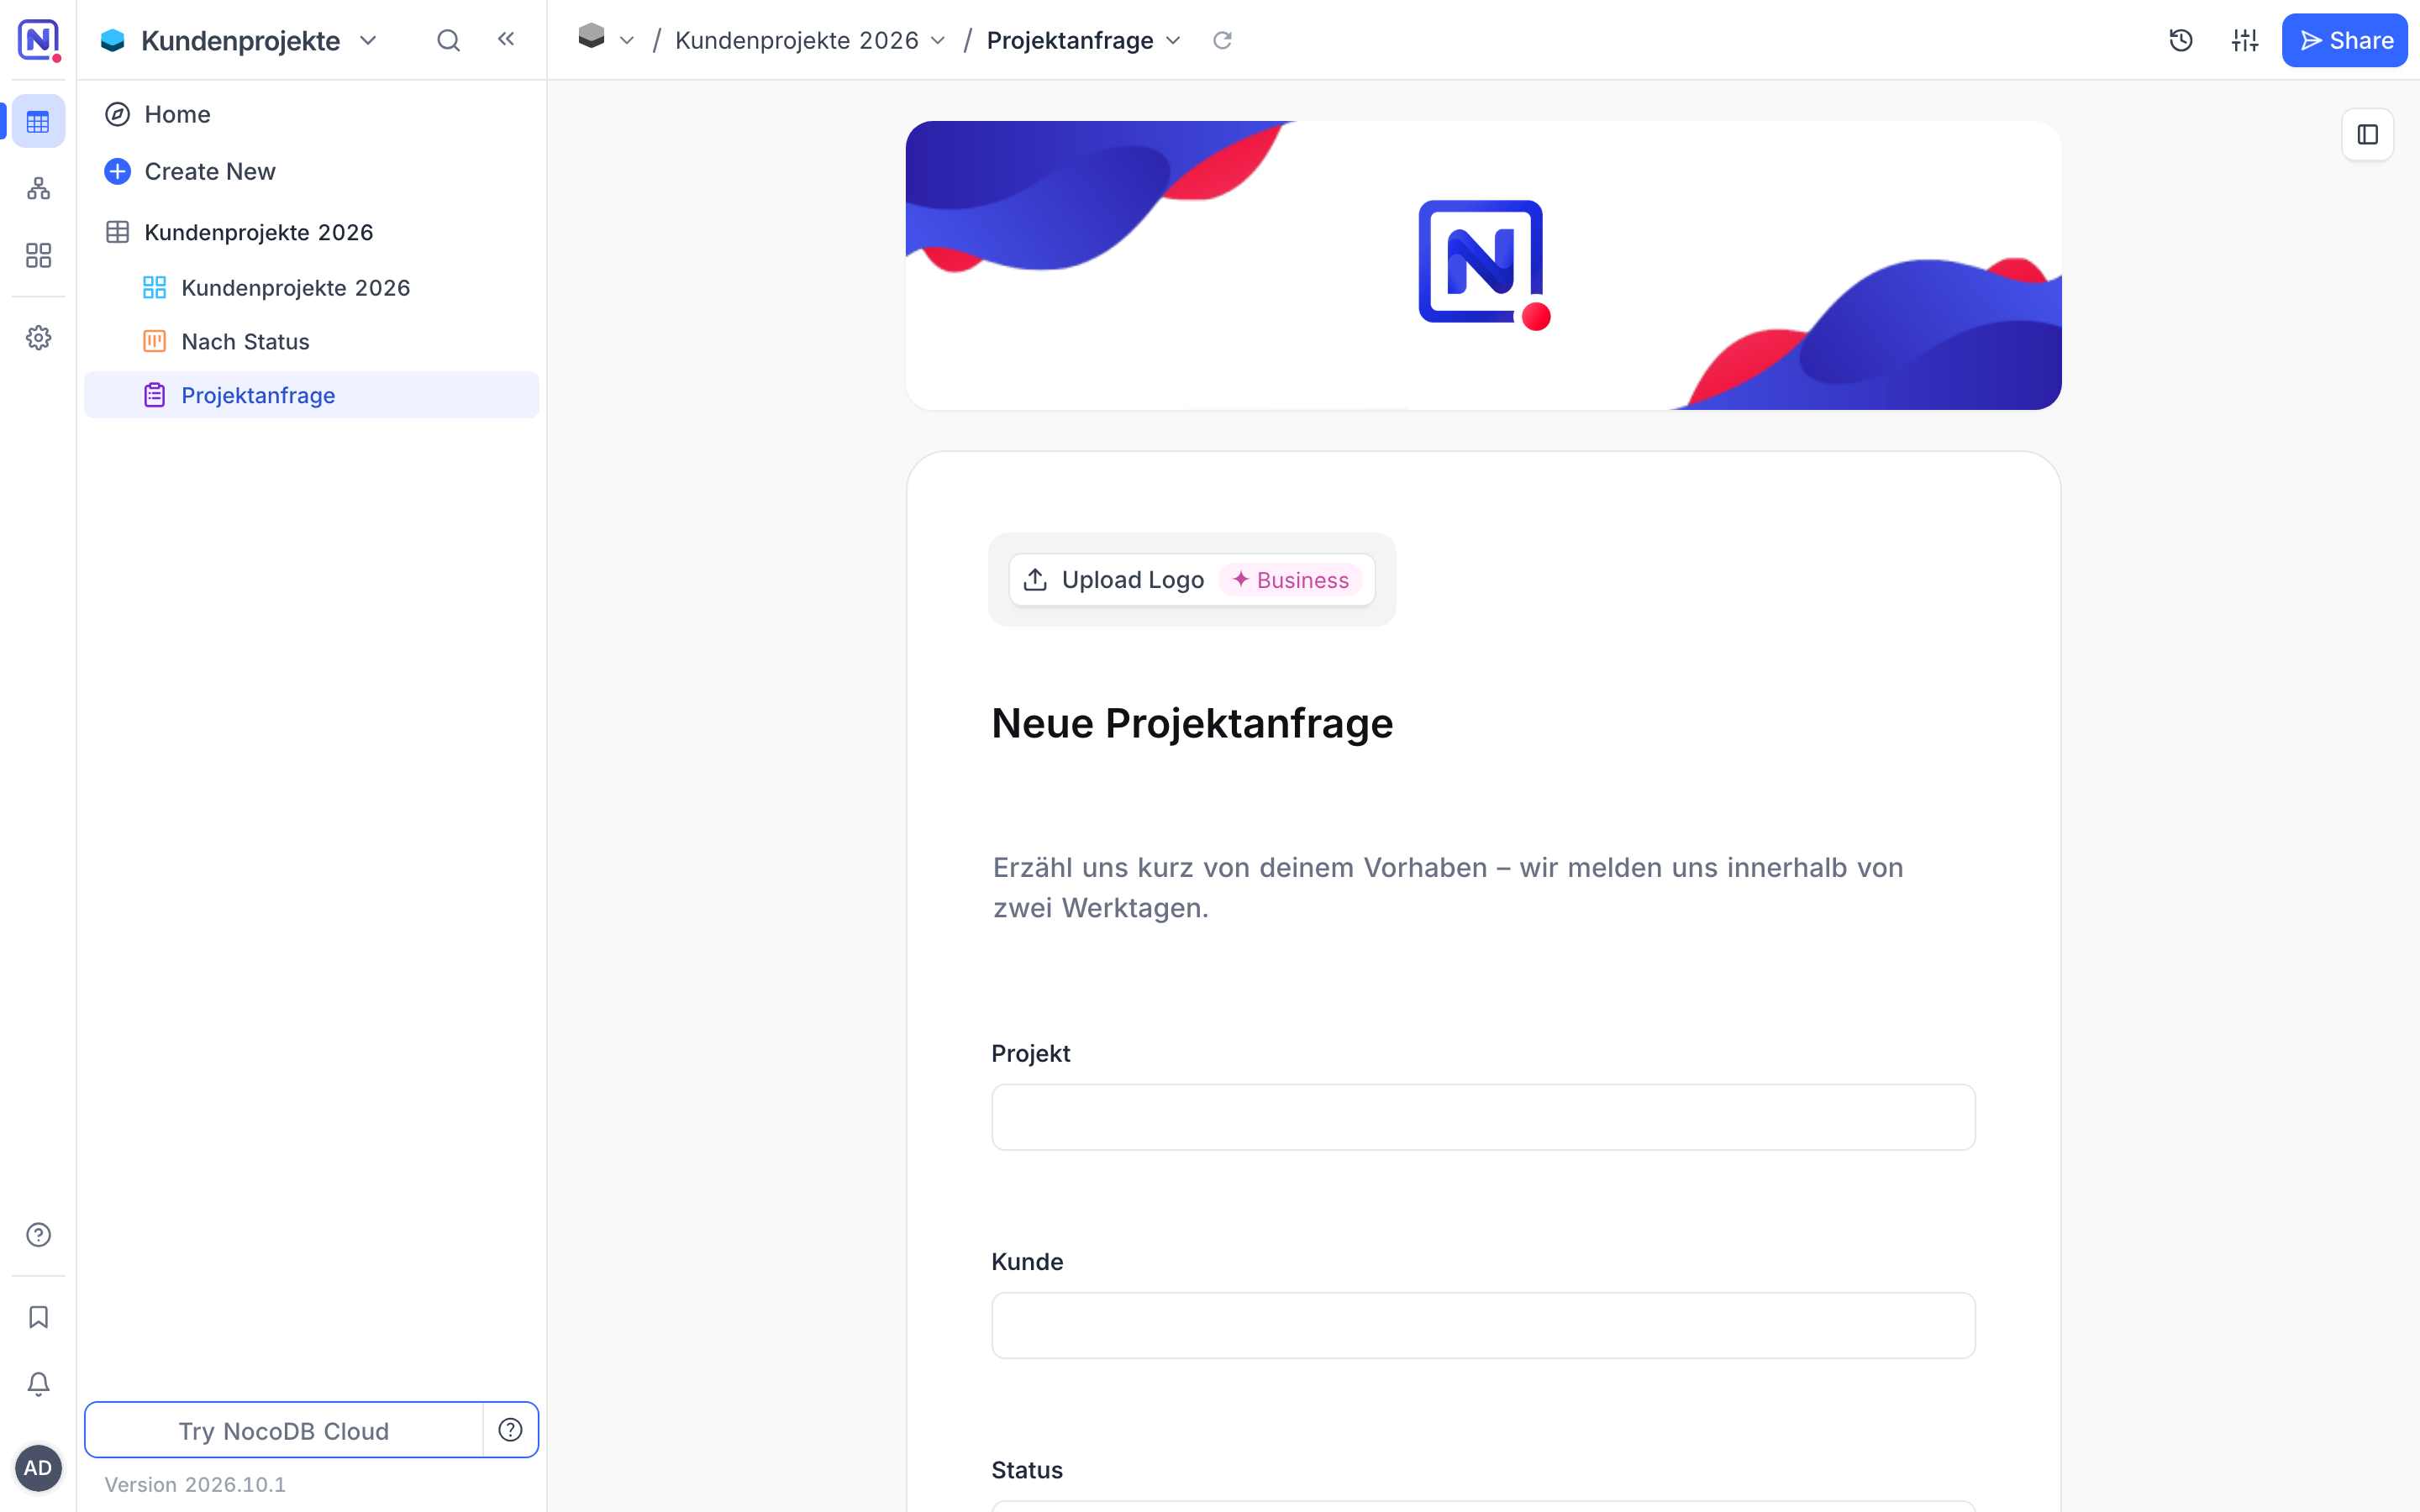 Kundenprojekte
/ Kundenprojekte 2026 / Projektanfrage
Share
Home
Create New
Kundenprojekte 2026
Kundenprojekte 2026
Nach Status
Projektanfrage
Upload Logo Business
Neue Projektanfrage
Erzähl uns kurz von deinem Vorhaben – wir melden uns innerhalb von
zwei Werktagen.
Projekt
Kunde
Status
Try NocoDB Cloud
AD
Version 2026.10.1